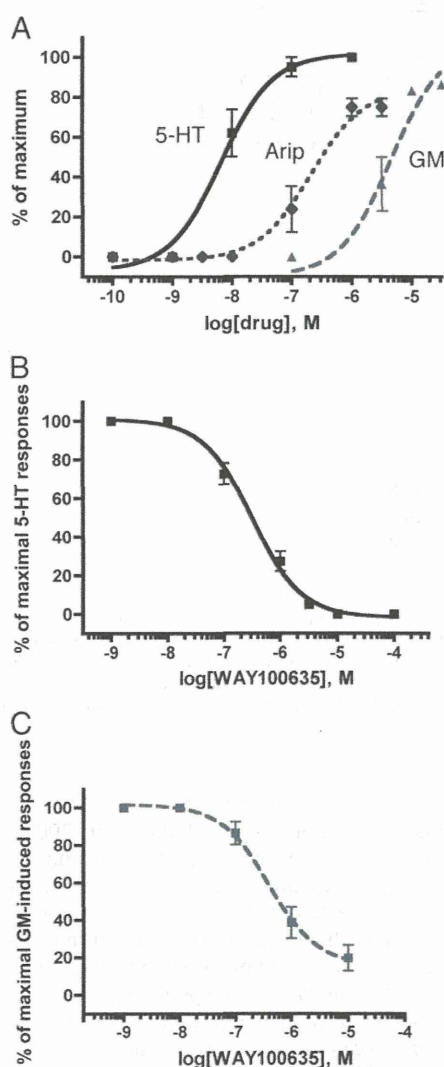 A
% of maximum
100
80
60
40
20
0
5-HT
Arip
GM
-10 -9 -8 -7 -6 -5
log[drug], M
B
% of maximal 5-HT responses
100
80
60
40
20
0
-9 -8 -7 -6 -5 -4
log[WAY100635], M
C
% of maximal GM-induced responses
100
80
60
40
20
0
-9 -8 -7 -6 -5 -4
log[WAY100635], M